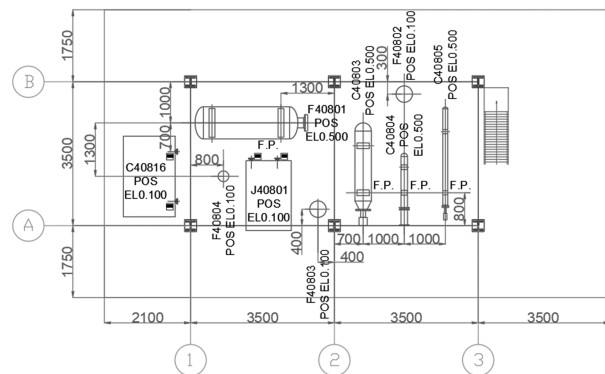 1750
B
3500
A
1750
1000
700
1300
C40816
POS
EL0.100
800
F40804
POS EL0.100
1300
F40801
POS
EL0.500
F.P.
J40801
POS
EL0.100
400
F40803
POS EL0.100
C40803
POS EL0.500
300
F40802
POS EL0.100
C40805
POS EL0.500
C40804
POS
EL0.500
F.P.
F.P.
800
700
1000
1000
400
2100
3500
3500
3500
1
2
3